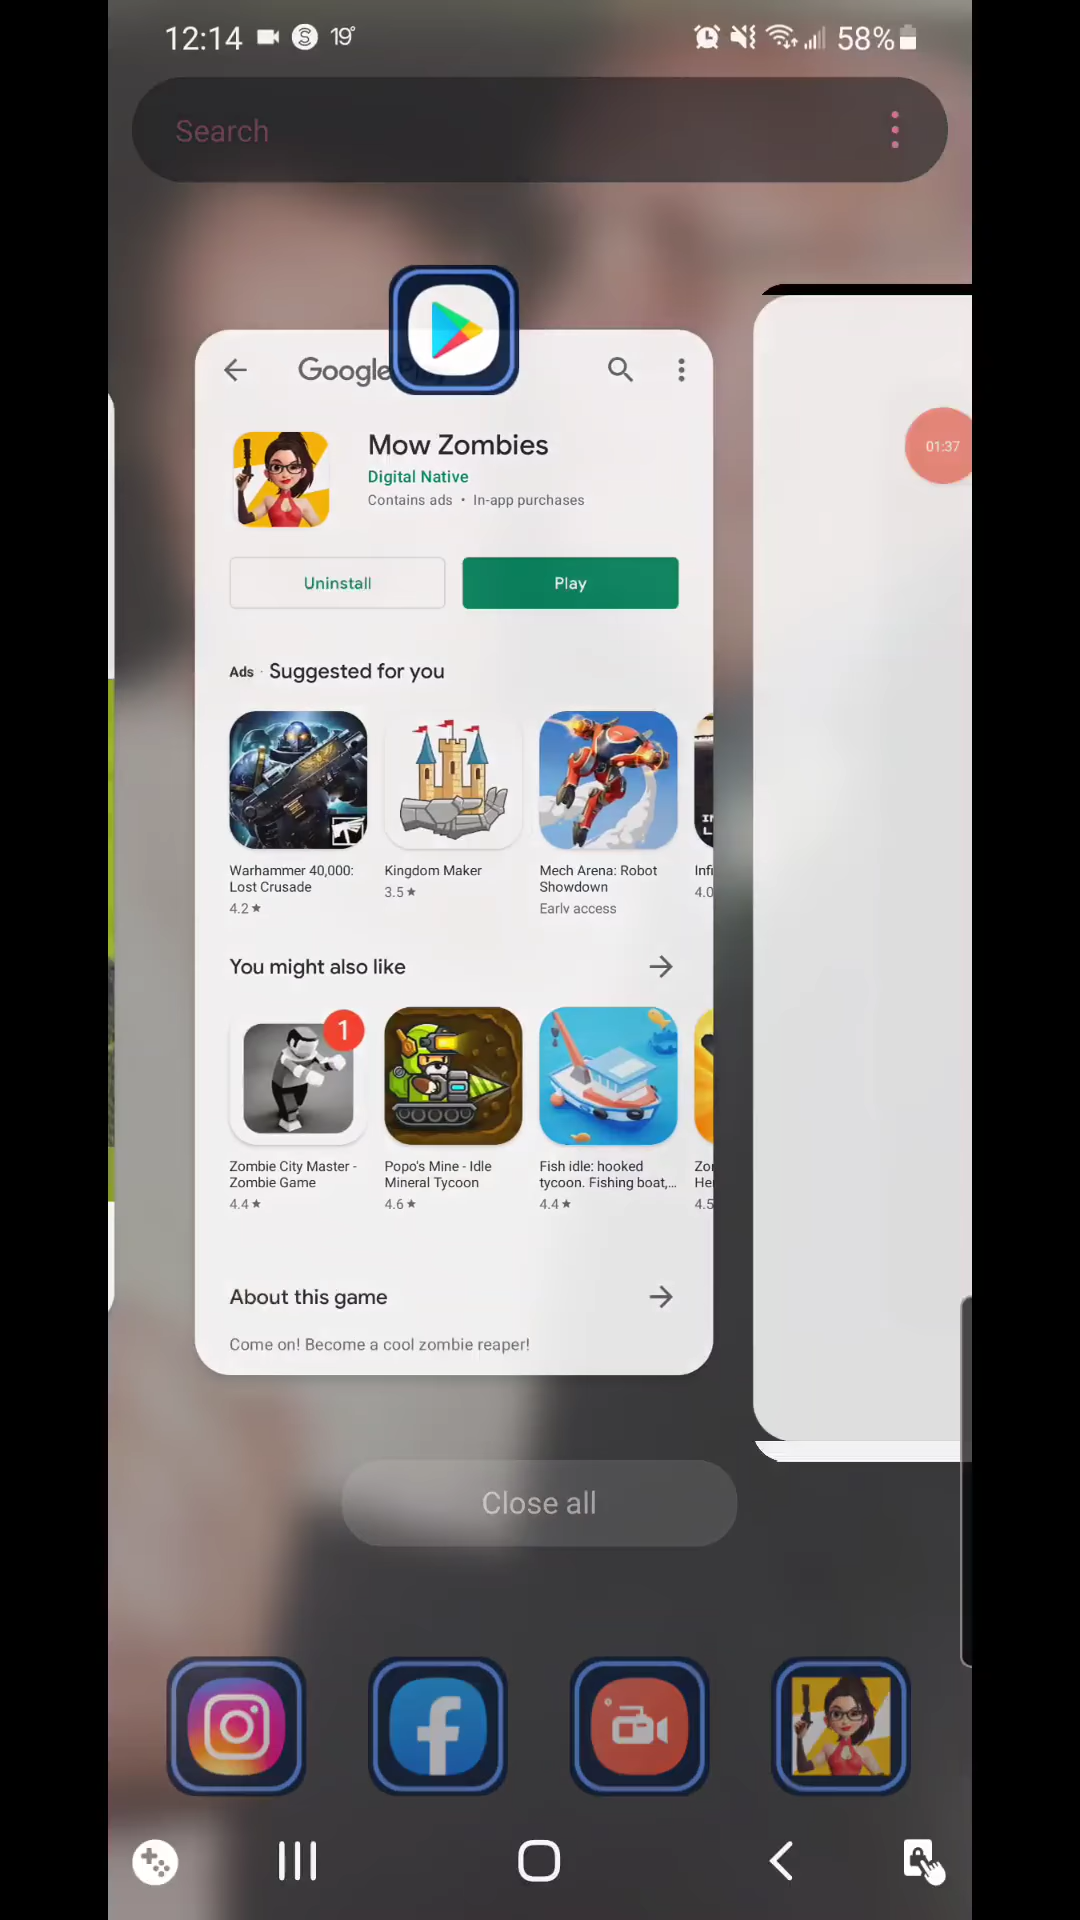 12:14 19° 58%
Search
Google
01:37
Mow Zombies
Digital Native
Contains ads • In-app purchases
Uninstall Play
Ads · Suggested for you
Warhammer 40,000: Lost Crusade
4.2★
Kingdom Maker
3.5★
Mech Arena: Robot Showdown
Early access
Infi
4.0
You might also like
1
Zombie City Master - Zombie Game
4.4★
Popo's Mine - Idle Mineral Tycoon
4.6★
Fish idle: hooked tycoon. Fishing boat,...
4.4★
4.5
About this game
Come on! Become a cool zombie reaper!
Close all